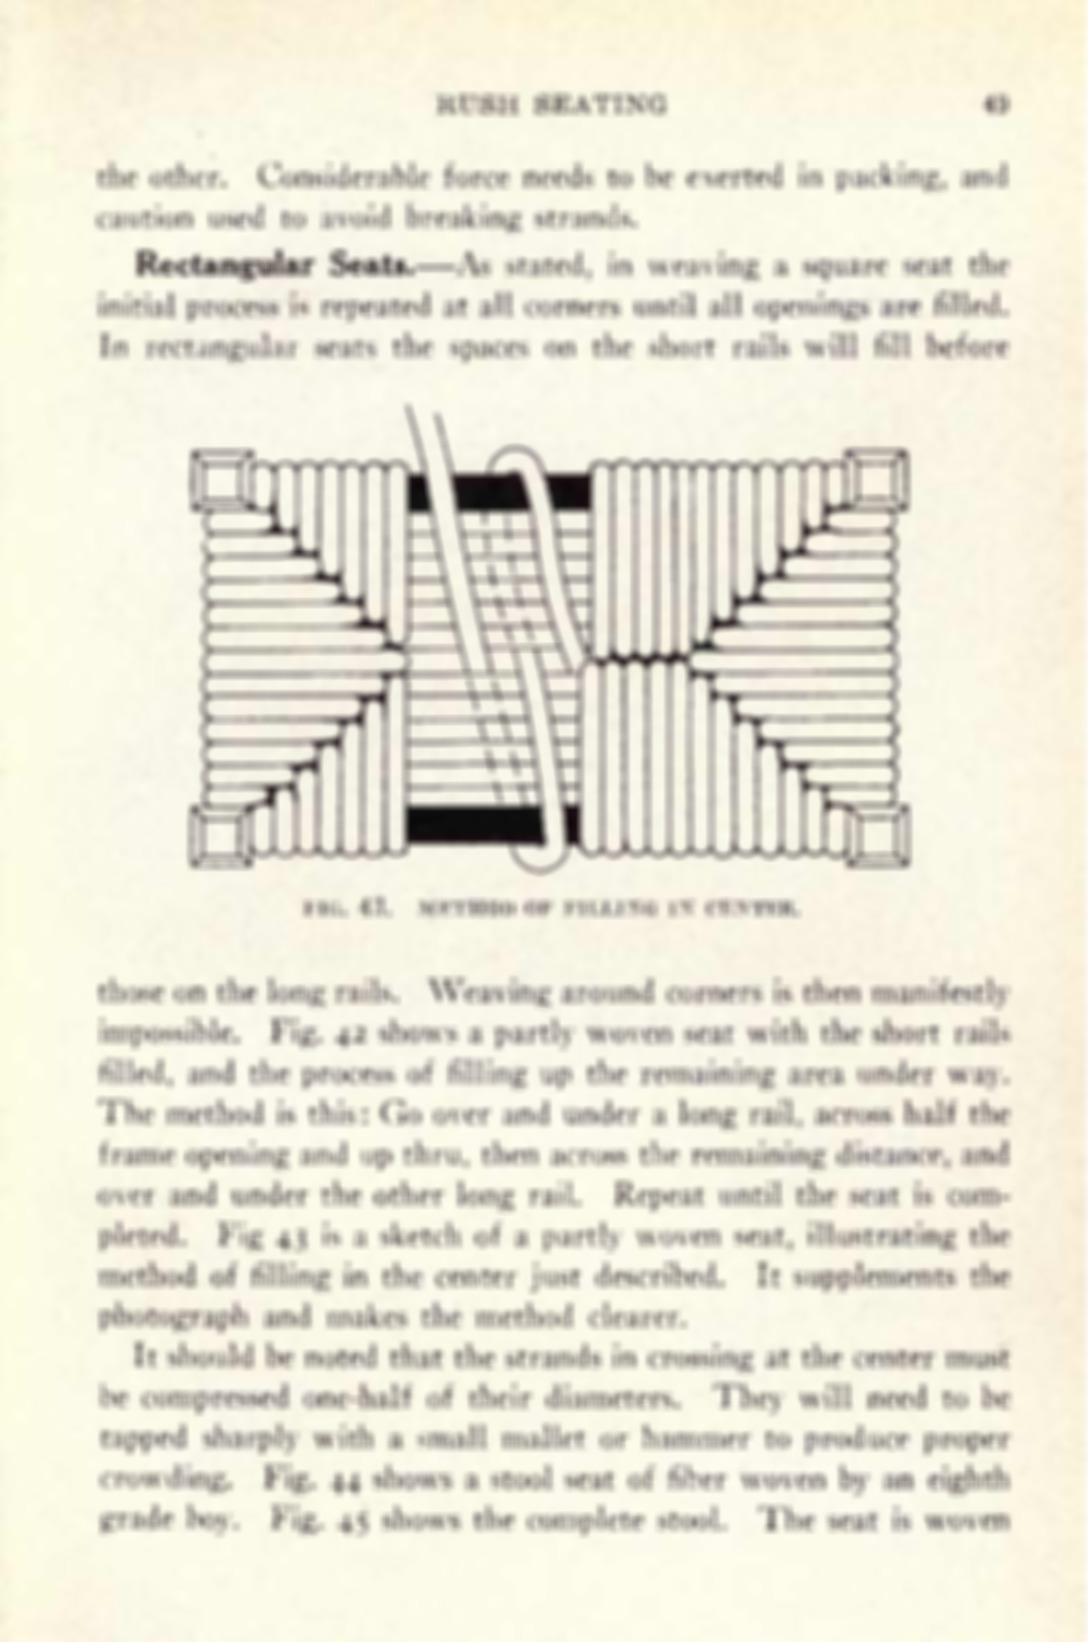 RUSH SEATING 49
the other. Considerable force needs to be exerted in packing, and
caution used to avoid breaking strands.
Rectangular Seats.—As stated, in weaving a square seat the
initial process is repeated at all corners until all openings are filled.
In rectangular seats the spaces on the short rails will fill before
FIG. 43. METHOD OF FILLING IN CENTER.
those on the long rails. Weaving around corners is then manifestly
impossible. Fig. 42 shows a partly woven seat with the short rails
filled, and the process of filling up the remaining area under way.
The method is this: Go over and under a long rail, across half the
frame opening and up thru, then across the remaining distance, and
over and under the other long rail. Repeat until the seat is com-
pleted. Fig 43 is a sketch of a partly woven seat, illustrating the
method of filling in the center just described. It supplements the
photograph and makes the method clearer.
It should be noted that the strands in crossing at the center must
be compressed one-half of their diameters. They will need to be
tapped sharply with a small mallet or hammer to produce proper
crowding. Fig. 44 shows a stool seat of fiber woven by an eighth
grade boy. Fig. 45 shows the complete stool. The seat is woven